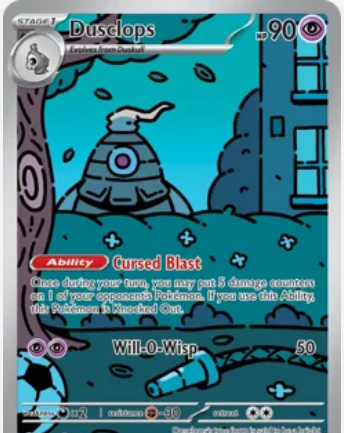 STAGE 1
Dusclops
HP 90
Evolves from Duskull
Ability Cursed Blast
Once during your turn, you may put 5 damage counters
on 1 of your opponent's Pokémon. If you use this Ability,
this Pokémon is Knocked Out.
Will-O-Wisp 50
weakness ×2 resistance -30 retreat